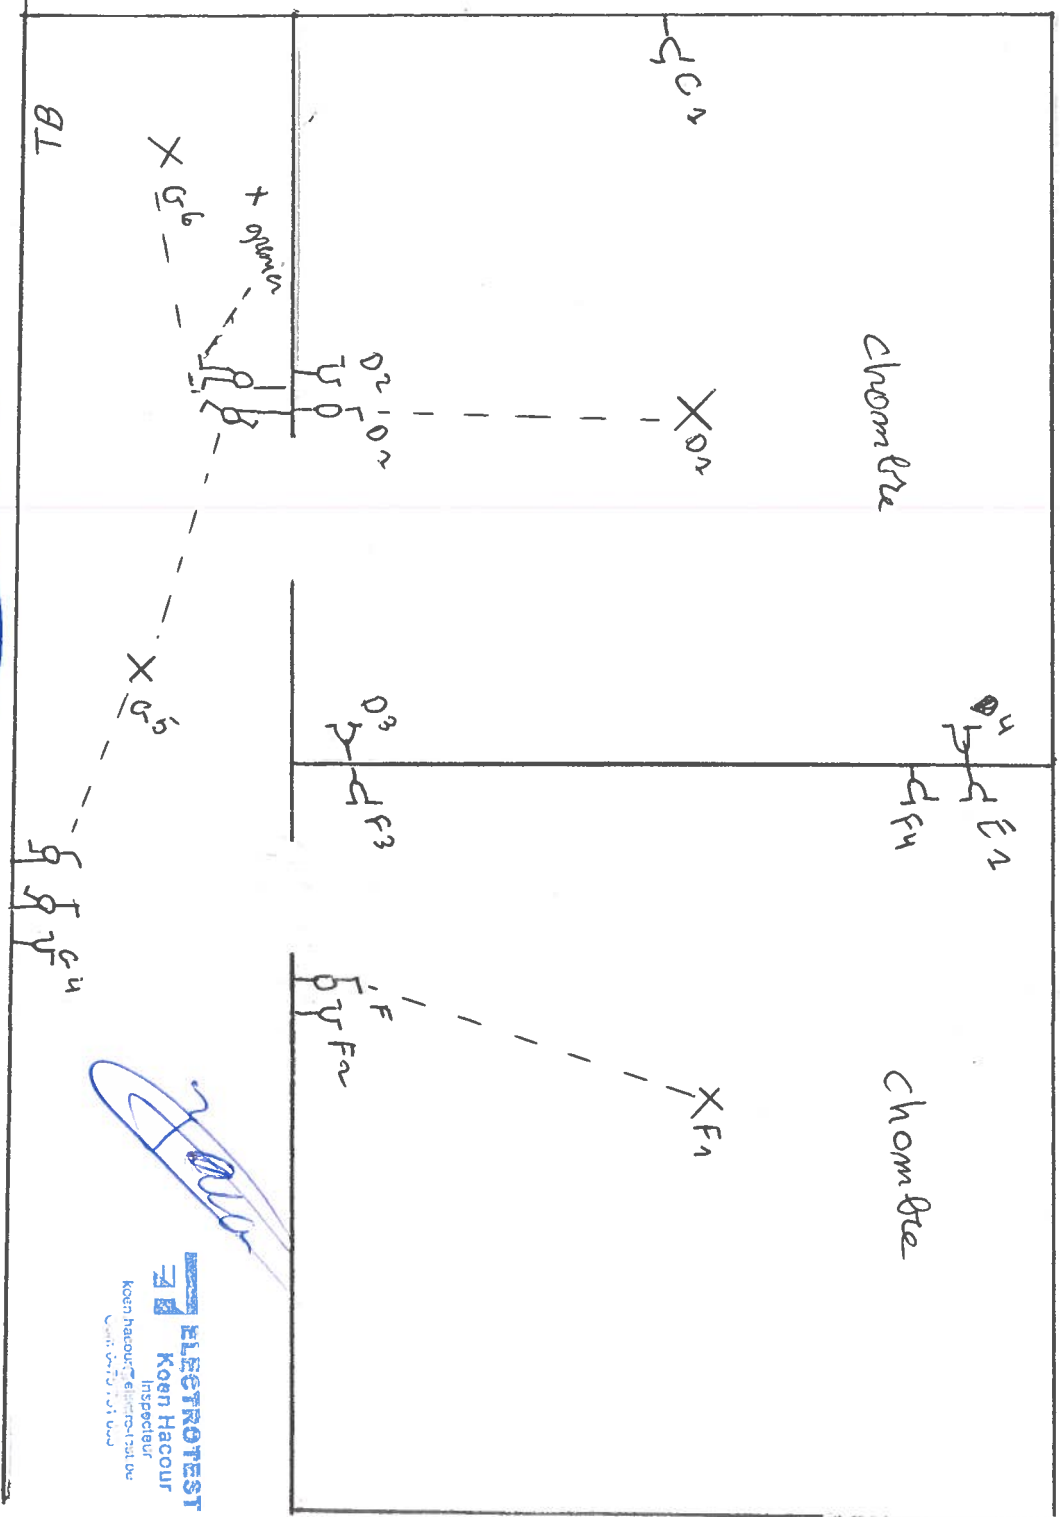 TB
G6
+ grenier
C1
D2
D1
D1
Chambre
G5
D3
F3
D4
E1
F4
G4
F
F2
F1
Chambre
ELECTROTEST
Koen Hacour
Inspecteur